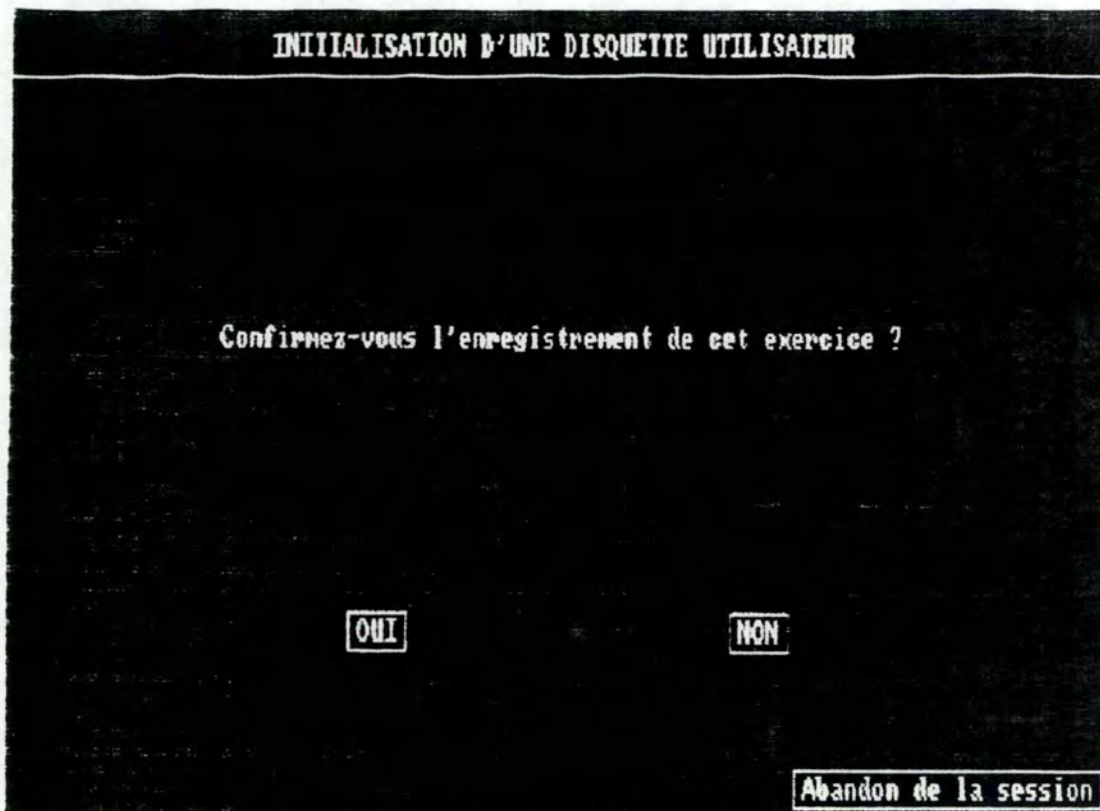 INITIALISATION D'UNE DISQUETTE UTILISATEUR
Confirmez-vous l'enregistrement de cet exercice ?
OUI NON
Abandon de la session